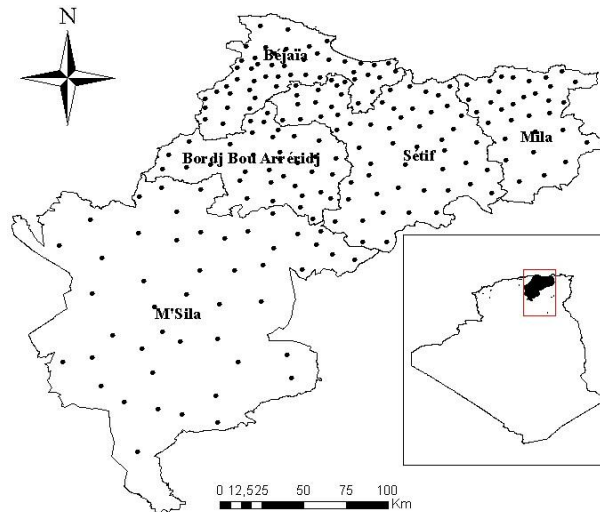 N
Béjaïa
Bordj Bou Arréridj
Sétif
Mila
M'Sila
0 12,525 50 75 100
Km